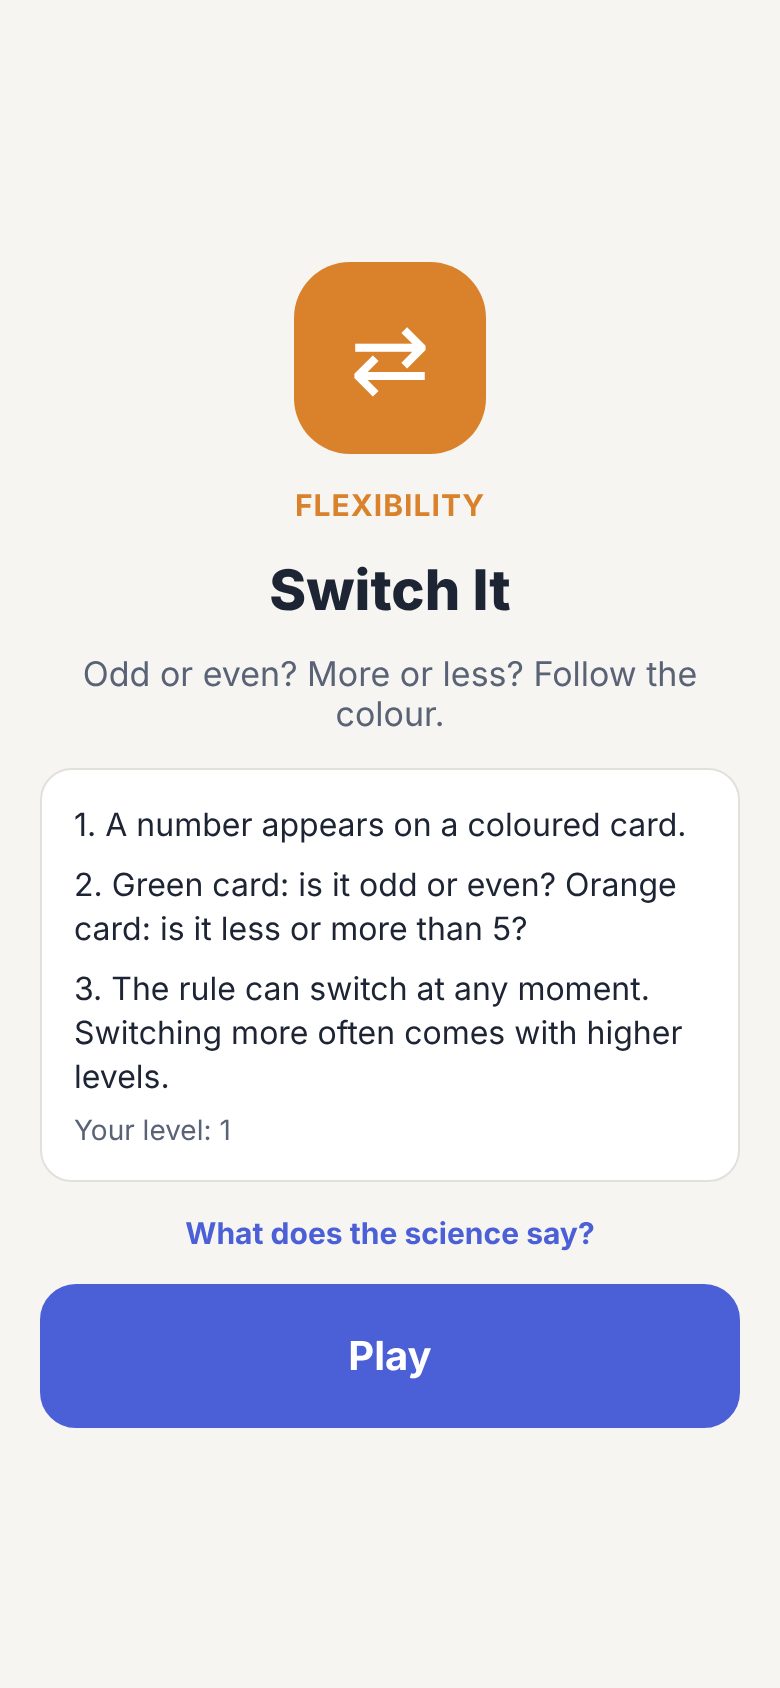 FLEXIBILITY
Switch It
Odd or even? More or less? Follow the
colour.
1. A number appears on a coloured card.
2. Green card: is it odd or even? Orange
card: is it less or more than 5?
3. The rule can switch at any moment.
Switching more often comes with higher
levels.
Your level: 1
What does the science say?
Play